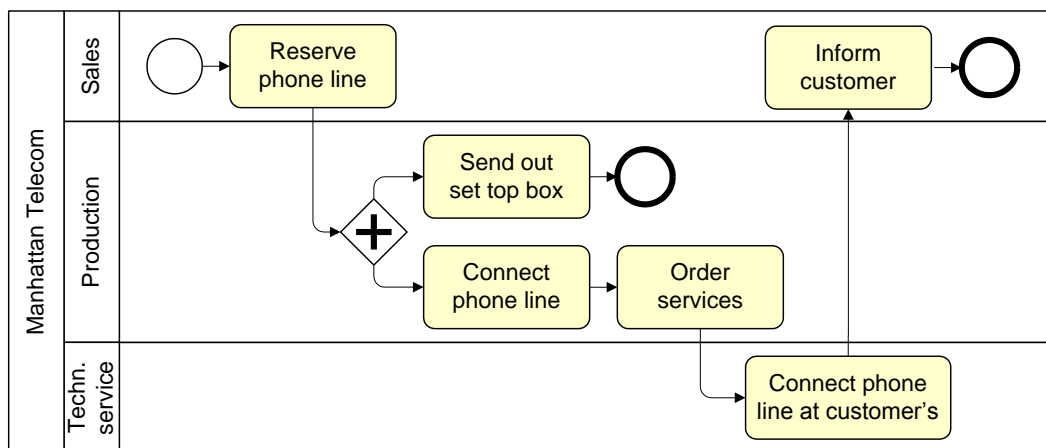 Manhattan Telecom
Sales
Reserve
phone line
Inform
customer
Production
Send out
set top box
Connect
phone line
Order
services
Techn.
service
Connect phone
line at customer's